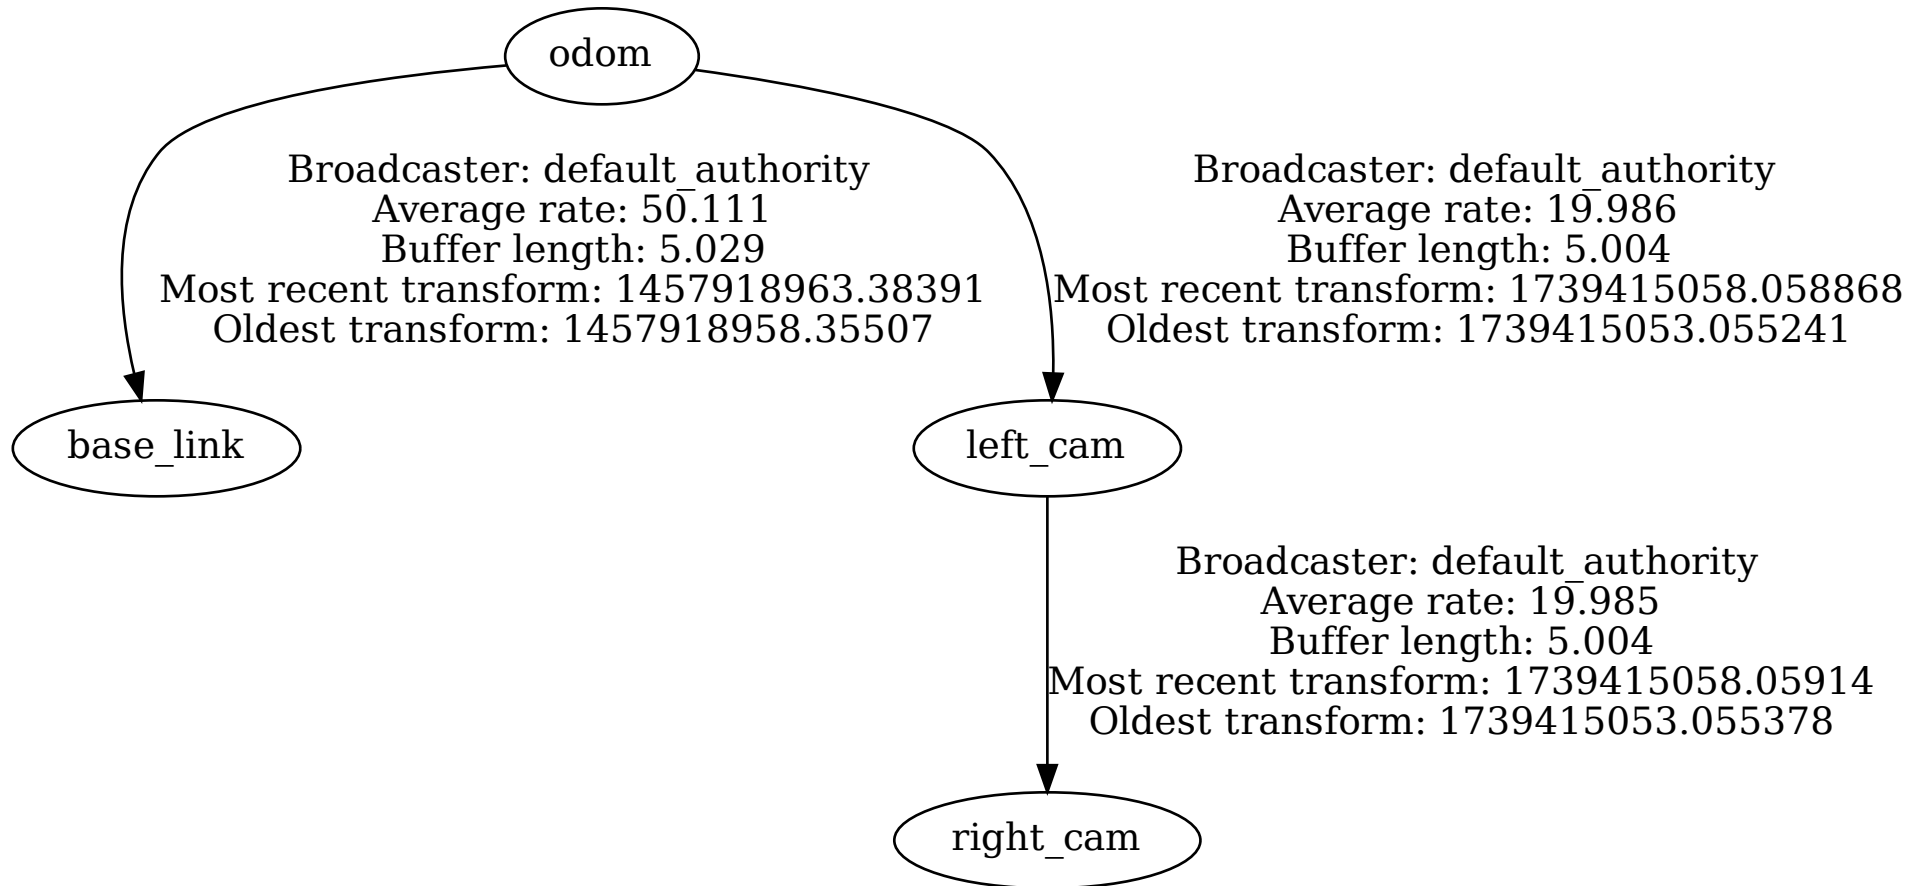 odom
Broadcaster: default_authority
Average rate: 50.111
Buffer length: 5.029
Most recent transform: 1457918963.38391
Oldest transform: 1457918958.35507
Broadcaster: default_authority
Average rate: 19.986
Buffer length: 5.004
Most recent transform: 1739415058.058868
Oldest transform: 1739415053.055241
base_link
left_cam
Broadcaster: default_authority
Average rate: 19.985
Buffer length: 5.004
Most recent transform: 1739415058.05914
Oldest transform: 1739415053.055378
right_cam